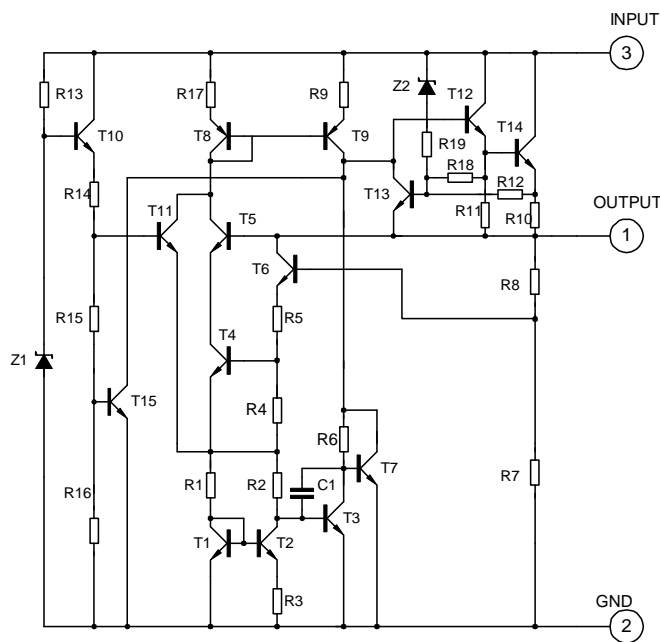 INPUT
3
R13
R17
R9
Z2
T12
T10
T8
T9
R19
T14
R18
R14
T13
R12
OUTPUT
T11
T5
R11
R10
1
T6
R8
R15
R5
Z1
T4
T15
R4
R6
T7
R7
R16
R1
R2
C1
T3
T1
T2
GND
R3
2